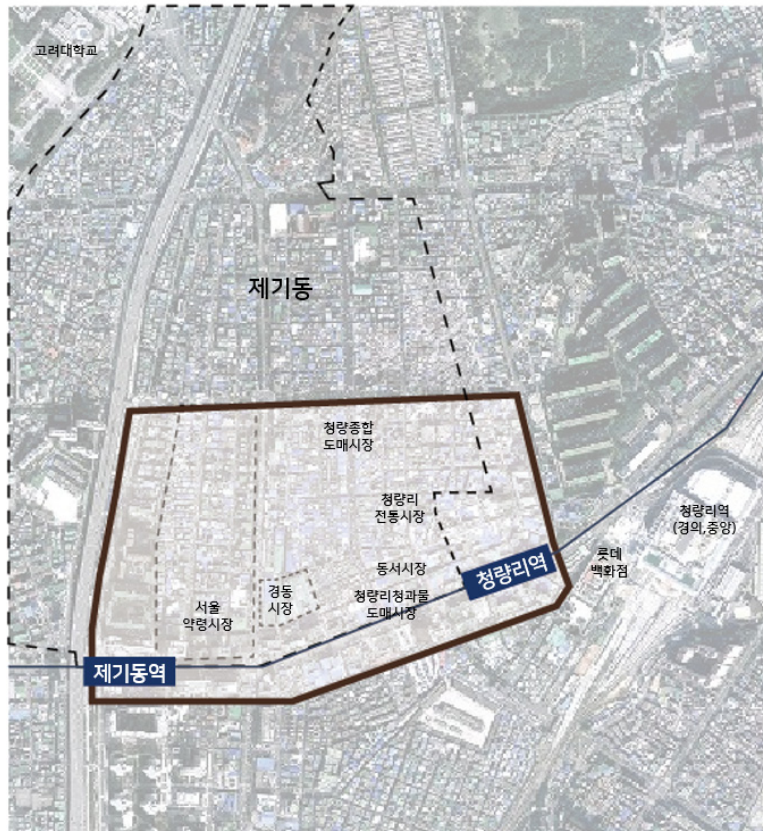 고려대학교
제기동
청량종합
도매시장
청량리
전통시장
청량리역
(경의,중앙)
동서시장
롯데
백화점
청량리역
경동
시장
청량리청과물
도매시장
서울
약령시장
제기동역